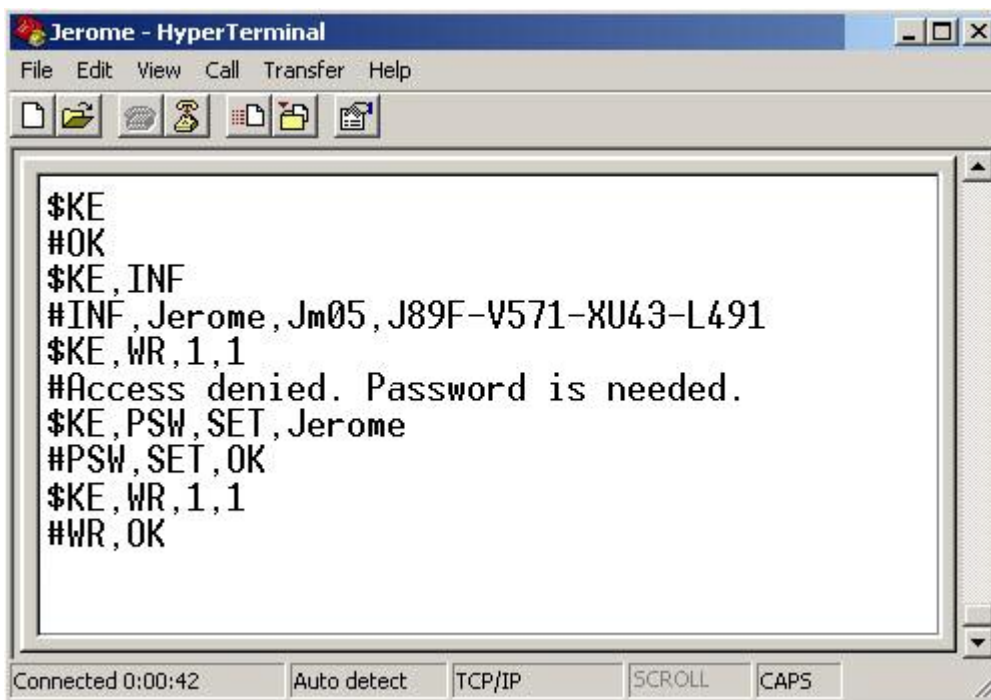 Jerome - HyperTerminal
File Edit View Call Transfer Help
$KE
#OK
$KE,INF
#INF,Jerome,Jm05,J89F-V571-XU43-L491
$KE,WR,1,1
#Access denied. Password is needed.
$KE,PSW,SET,Jerome
#PSW,SET,OK
$KE,WR,1,1
#WR,OK
Connected 0:00:42 Auto detect TCP/IP SCROLL CAPS